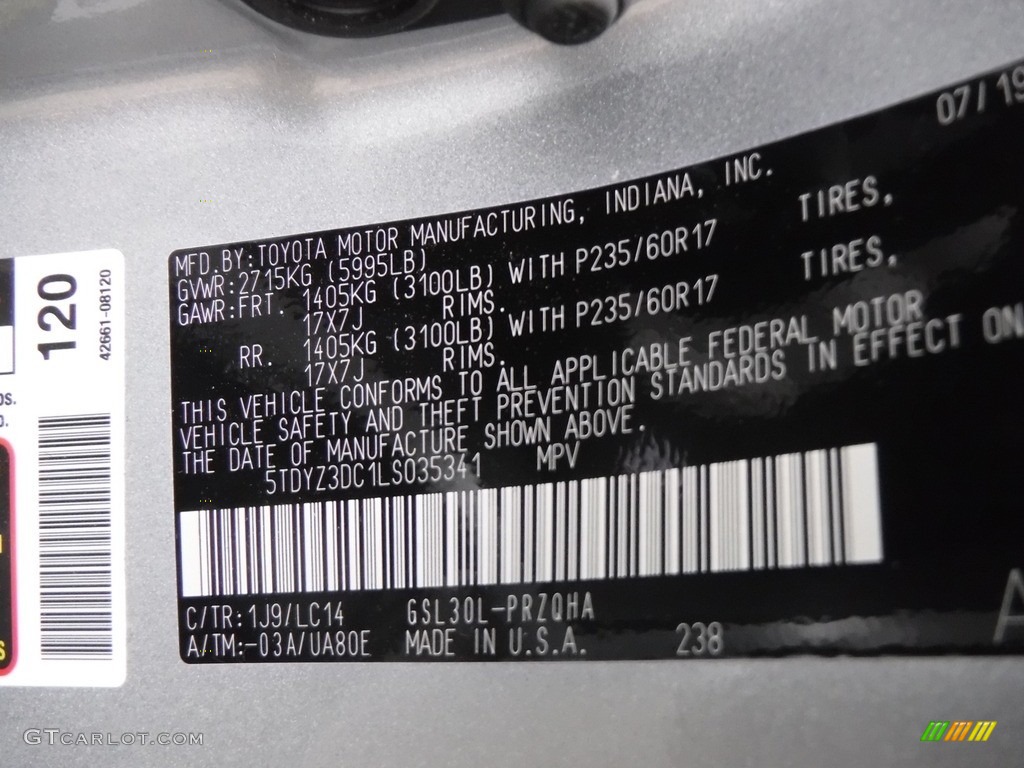 07/19
MFD.BY:TOYOTA MOTOR MANUFACTURING, INDIANA, INC.
GVWR:2715KG (5995LB)
GAWR:FRT. 1405KG (3100LB) WITH P235/60R17 TIRES,
17X7J RIMS.
RR. 1405KG (3100LB) WITH P235/60R17 TIRES,
17X7J RIMS.
THIS VEHICLE CONFORMS TO ALL APPLICABLE FEDERAL MOTOR
VEHICLE SAFETY AND THEFT PREVENTION STANDARDS IN EFFECT ON
THE DATE OF MANUFACTURE SHOWN ABOVE.
5TDYZ3DC1LS035341 MPV
C/TR:1J9/LC14 GSL30L-PRZQHA
A/TM:-03A/UA80E MADE IN U.S.A. 238
A
120
42661-08120
GTCARLOT.COM